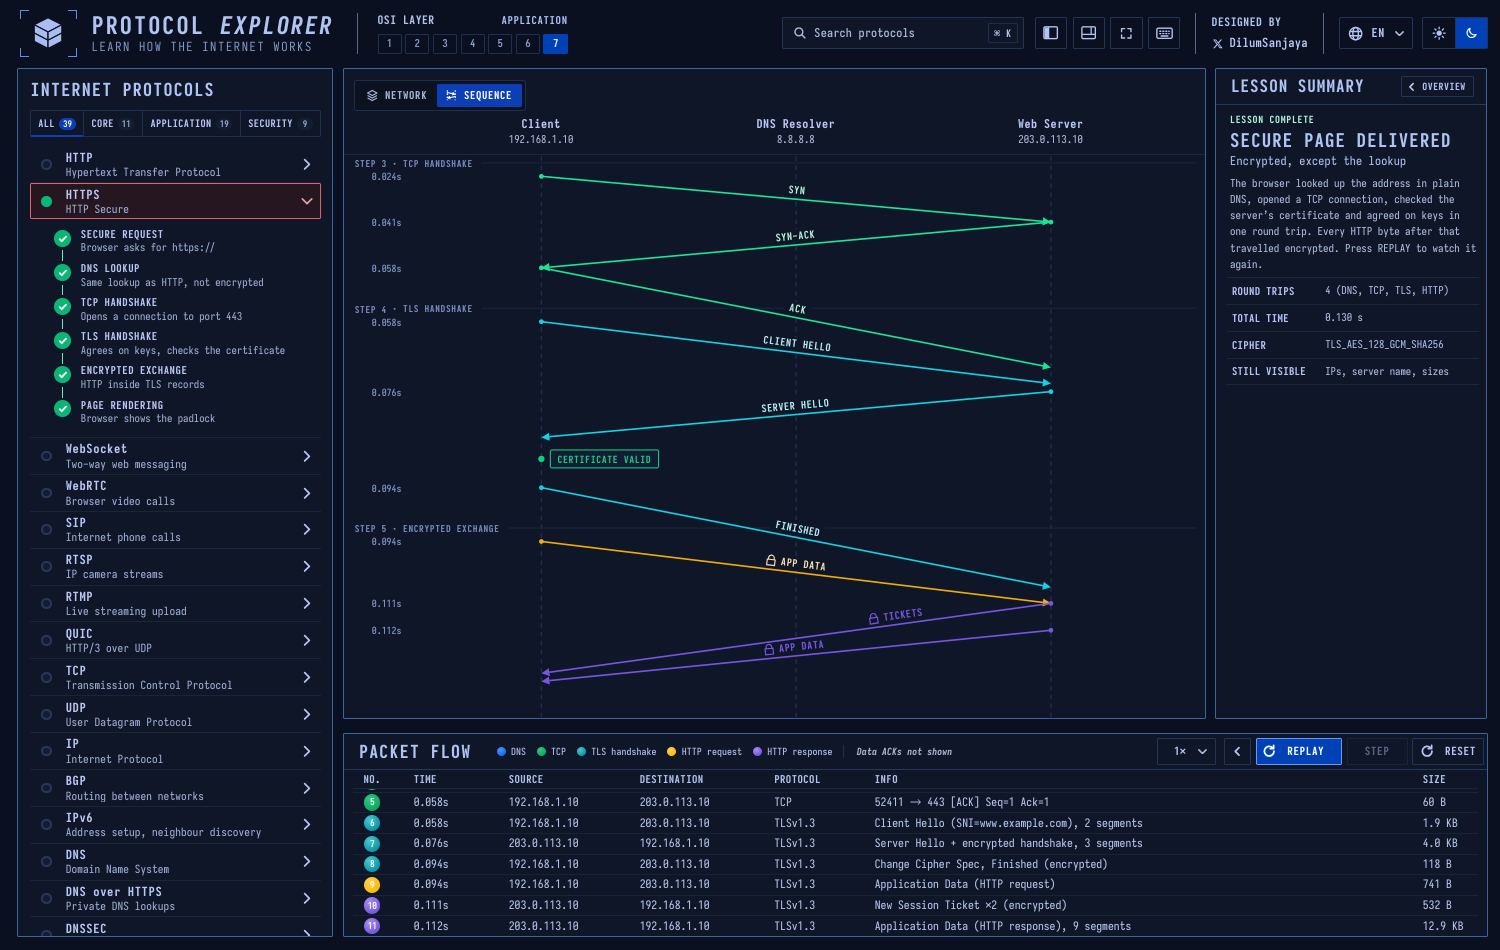 PROTOCOL EXPLORER
LEARN HOW THE INTERNET WORKS
OSI LAYER APPLICATION
1 2 3 4 5 6 7
Search protocols ⌘ K
DESIGNED BY
DilumSanjaya
EN
INTERNET PROTOCOLS
ALL 39 CORE 11 APPLICATION 19 SECURITY 9
HTTP
Hypertext Transfer Protocol
HTTPS
HTTP Secure
SECURE REQUEST
Browser asks for https://
DNS LOOKUP
Same lookup as HTTP, not encrypted
TCP HANDSHAKE
Opens a connection to port 443
TLS HANDSHAKE
Agrees on keys, checks the certificate
ENCRYPTED EXCHANGE
HTTP inside TLS records
PAGE RENDERING
Browser shows the padlock
WebSocket
Two-way web messaging
WebRTC
Browser video calls
SIP
Internet phone calls
RTSP
IP camera streams
RTMP
Live streaming upload
QUIC
HTTP/3 over UDP
TCP
Transmission Control Protocol
UDP
User Datagram Protocol
IP
Internet Protocol
BGP
Routing between networks
IPv6
Address setup, neighbour discovery
DNS
Domain Name System
DNS over HTTPS
Private DNS lookups
DNSSEC
NETWORK SEQUENCE
Client DNS Resolver Web Server
192.168.1.10 8.8.8.8 203.0.113.10
STEP 3 · TCP HANDSHAKE
0.024s
SYN
0.041s
SYN-ACK
0.058s
ACK
STEP 4 · TLS HANDSHAKE
0.058s
CLIENT HELLO
0.076s
SERVER HELLO
CERTIFICATE VALID
0.094s
FINISHED
STEP 5 · ENCRYPTED EXCHANGE
0.094s
APP DATA
0.111s
TICKETS
0.112s
APP DATA
LESSON SUMMARY OVERVIEW
LESSON COMPLETE
SECURE PAGE DELIVERED
Encrypted, except the lookup
The browser looked up the address in plain
DNS, opened a TCP connection, checked the
server's certificate and agreed on keys in
one round trip. Every HTTP byte after that
travelled encrypted. Press REPLAY to watch it
again.
ROUND TRIPS 4 (DNS, TCP, TLS, HTTP)
TOTAL TIME 0.130 s
CIPHER TLS_AES_128_GCM_SHA256
STILL VISIBLE IPs, server name, sizes
PACKET FLOW DNS TCP TLS handshake HTTP request HTTP response Data ACKs not shown 1× REPLAY STEP RESET
NO. TIME SOURCE DESTINATION PROTOCOL INFO SIZE
5 0.058s 192.168.1.10 203.0.113.10 TCP 52411 → 443 [ACK] Seq=1 Ack=1 60 B
6 0.058s 192.168.1.10 203.0.113.10 TLSv1.3 Client Hello (SNI=www.example.com), 2 segments 1.9 KB
7 0.076s 203.0.113.10 192.168.1.10 TLSv1.3 Server Hello + encrypted handshake, 3 segments 4.0 KB
8 0.094s 192.168.1.10 203.0.113.10 TLSv1.3 Change Cipher Spec, Finished (encrypted) 118 B
9 0.094s 192.168.1.10 203.0.113.10 TLSv1.3 Application Data (HTTP request) 741 B
10 0.111s 203.0.113.10 192.168.1.10 TLSv1.3 New Session Ticket ×2 (encrypted) 532 B
11 0.112s 203.0.113.10 192.168.1.10 TLSv1.3 Application Data (HTTP response), 9 segments 12.9 KB